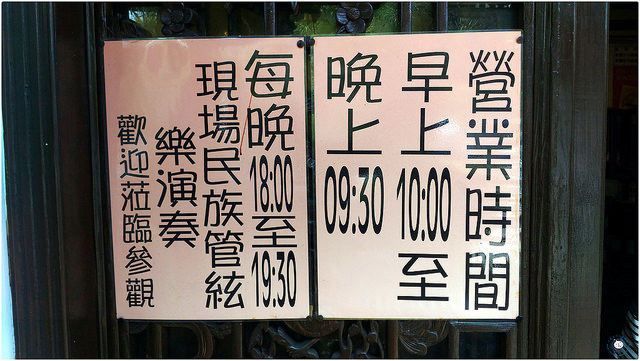 營業時間
早上10:00至
晚上09:30
每晚18:00至19:30
現場民族管絃
樂演奏
歡迎蒞臨參觀